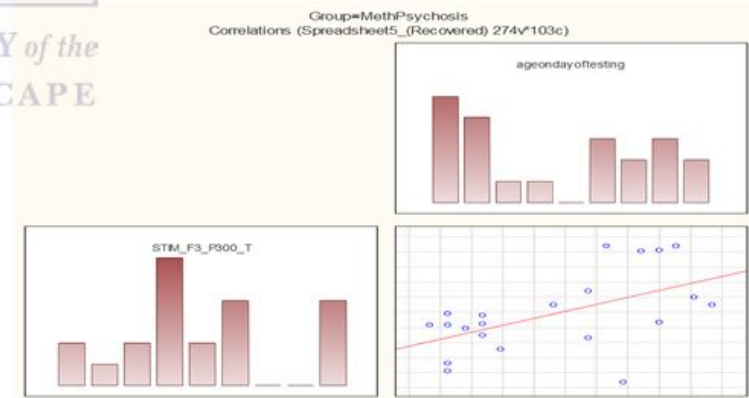 Group=MethPsychosis
Correlations (Spreadsheet5_(Recovered) 274v*103c)
Y of the
CAPE
ageondayoftesting
STIM_F3_P300_T